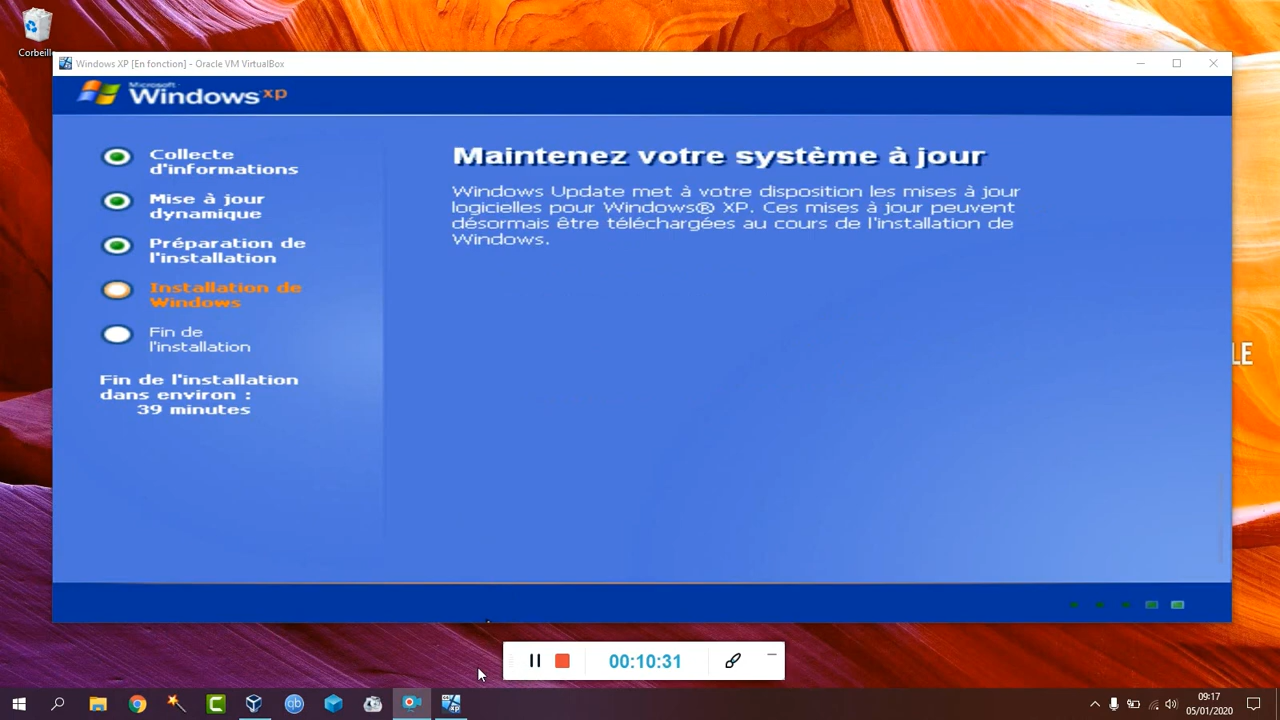 Corbeille
Windows XP [En fonction] - Oracle VM VirtualBox
Microsoft
Windows xp
Collecte
d'informations
Mise à jour
dynamique
Préparation de
l'installation
Installation de
Windows
Fin de
l'installation
Fin de l'installation
dans environ :
39 minutes
Maintenez votre système à jour
Windows Update met à votre disposition les mises à jour
logicielles pour Windows® XP. Ces mises à jour peuvent
désormais être téléchargées au cours de l'installation de
Windows.
LE
00:10:31
C
qb
09:17
05/01/2020